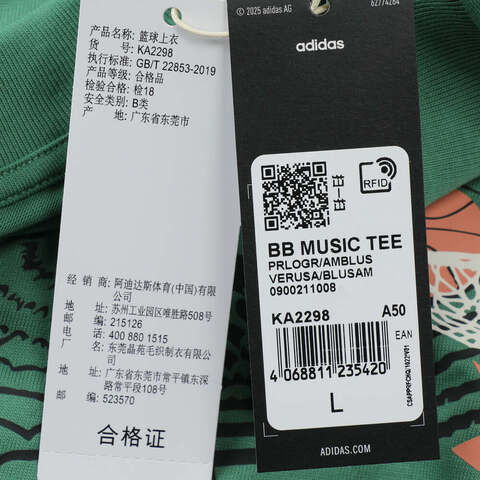 产品名称: 篮球上衣
货 号: KA2298
执行标准: GB/T 22853-2019
产品等级: 合格品
检验合格: 检18
安全类别: B类
产 地: 广东省东莞市
经 销 商: 阿迪达斯体育(中国)有限公司
地 址: 苏州工业园区唯胜路508号
邮 编: 215126
电 话: 400 880 1515
制 造 商: 东莞晶苑毛织制衣有限公司
地 址: 广东省东莞市常平镇东深路常平段108号
邮 编: 523570
合格证
© 2025 adidas AG
62774284
adidas
RFID
BB MUSIC TEE
PRLOGR/AMBLUS
VERUSA/BLUSAM
0900211008
KA2298 A50
EAN
4 068811 235420
L
ADIDAS.COM